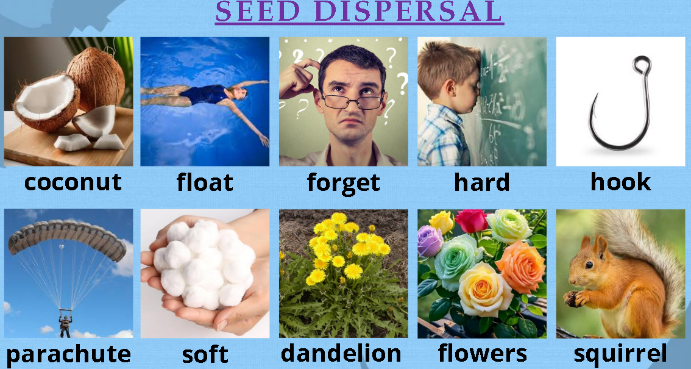 SEED DISPERSAL
coconut float forget hard hook
parachute soft dandelion flowers squirrel